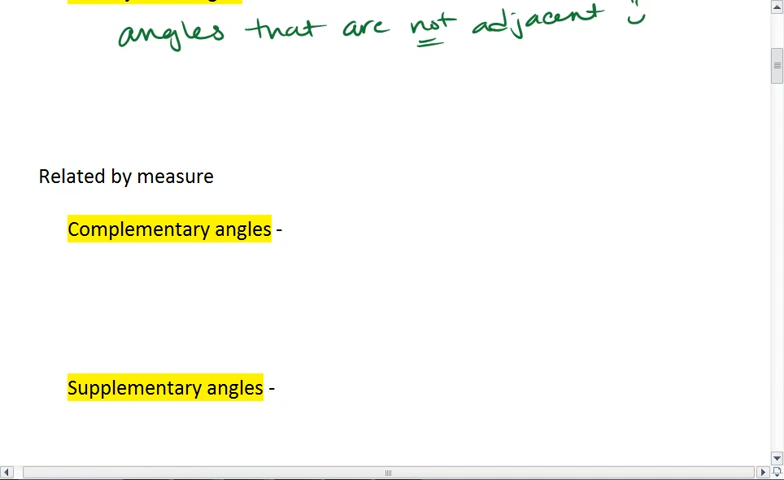 angles that are not adjacent
Related by measure
Complementary angles -
Supplementary angles -